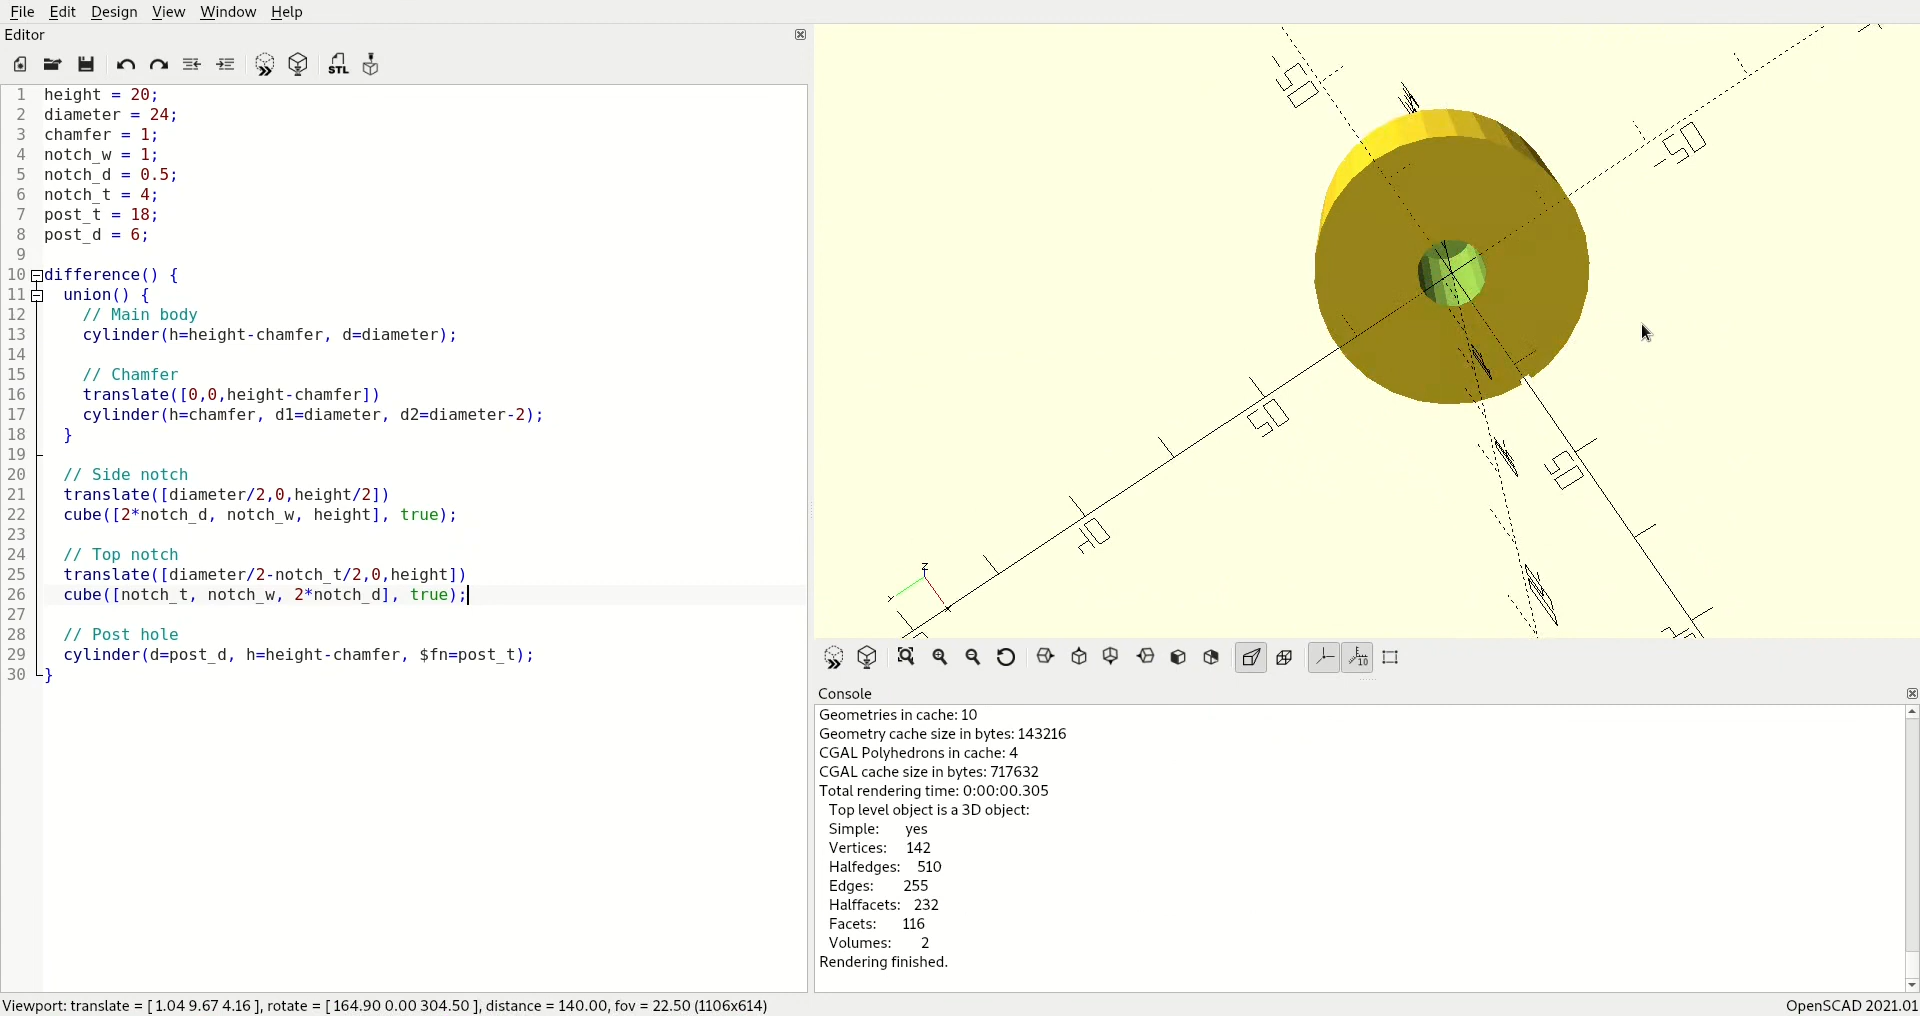 File Edit Design View Window Help
Editor
STL
1 height = 20;
2 diameter = 24;
3 chamfer = 1;
4 notch_w = 1;
5 notch_d = 0.5;
6 notch_t = 4;
7 post_t = 18;
8 post_d = 6;
9
10 difference() {
11   union() {
12     // Main body
13     cylinder(h=height-chamfer, d=diameter);
14
15     // Chamfer
16     translate([0,0,height-chamfer])
17     cylinder(h=chamfer, d1=diameter, d2=diameter-2);
18   }
19
20   // Side notch
21   translate([diameter/2,0,height/2])
22   cube([2*notch_d, notch_w, height], true);
23
24   // Top notch
25   translate([diameter/2-notch_t/2,0,height])
26   cube([notch_t, notch_w, 2*notch_d], true);
27
28   // Post hole
29   cylinder(d=post_d, h=height-chamfer, $fn=post_t);
30 }
z
y
x
10
Console
Geometries in cache: 10
Geometry cache size in bytes: 143216
CGAL Polyhedrons in cache: 4
CGAL cache size in bytes: 717632
Total rendering time: 0:00:00.305
Top level object is a 3D object:
Simple: yes
Vertices: 142
Halfedges: 510
Edges: 255
Halffacets: 232
Facets: 116
Volumes: 2
Rendering finished.
Viewport: translate = [ 1.04 9.67 4.16 ], rotate = [ 164.90 0.00 304.50 ], distance = 140.00, fov = 22.50 (1106x614)
OpenSCAD 2021.01